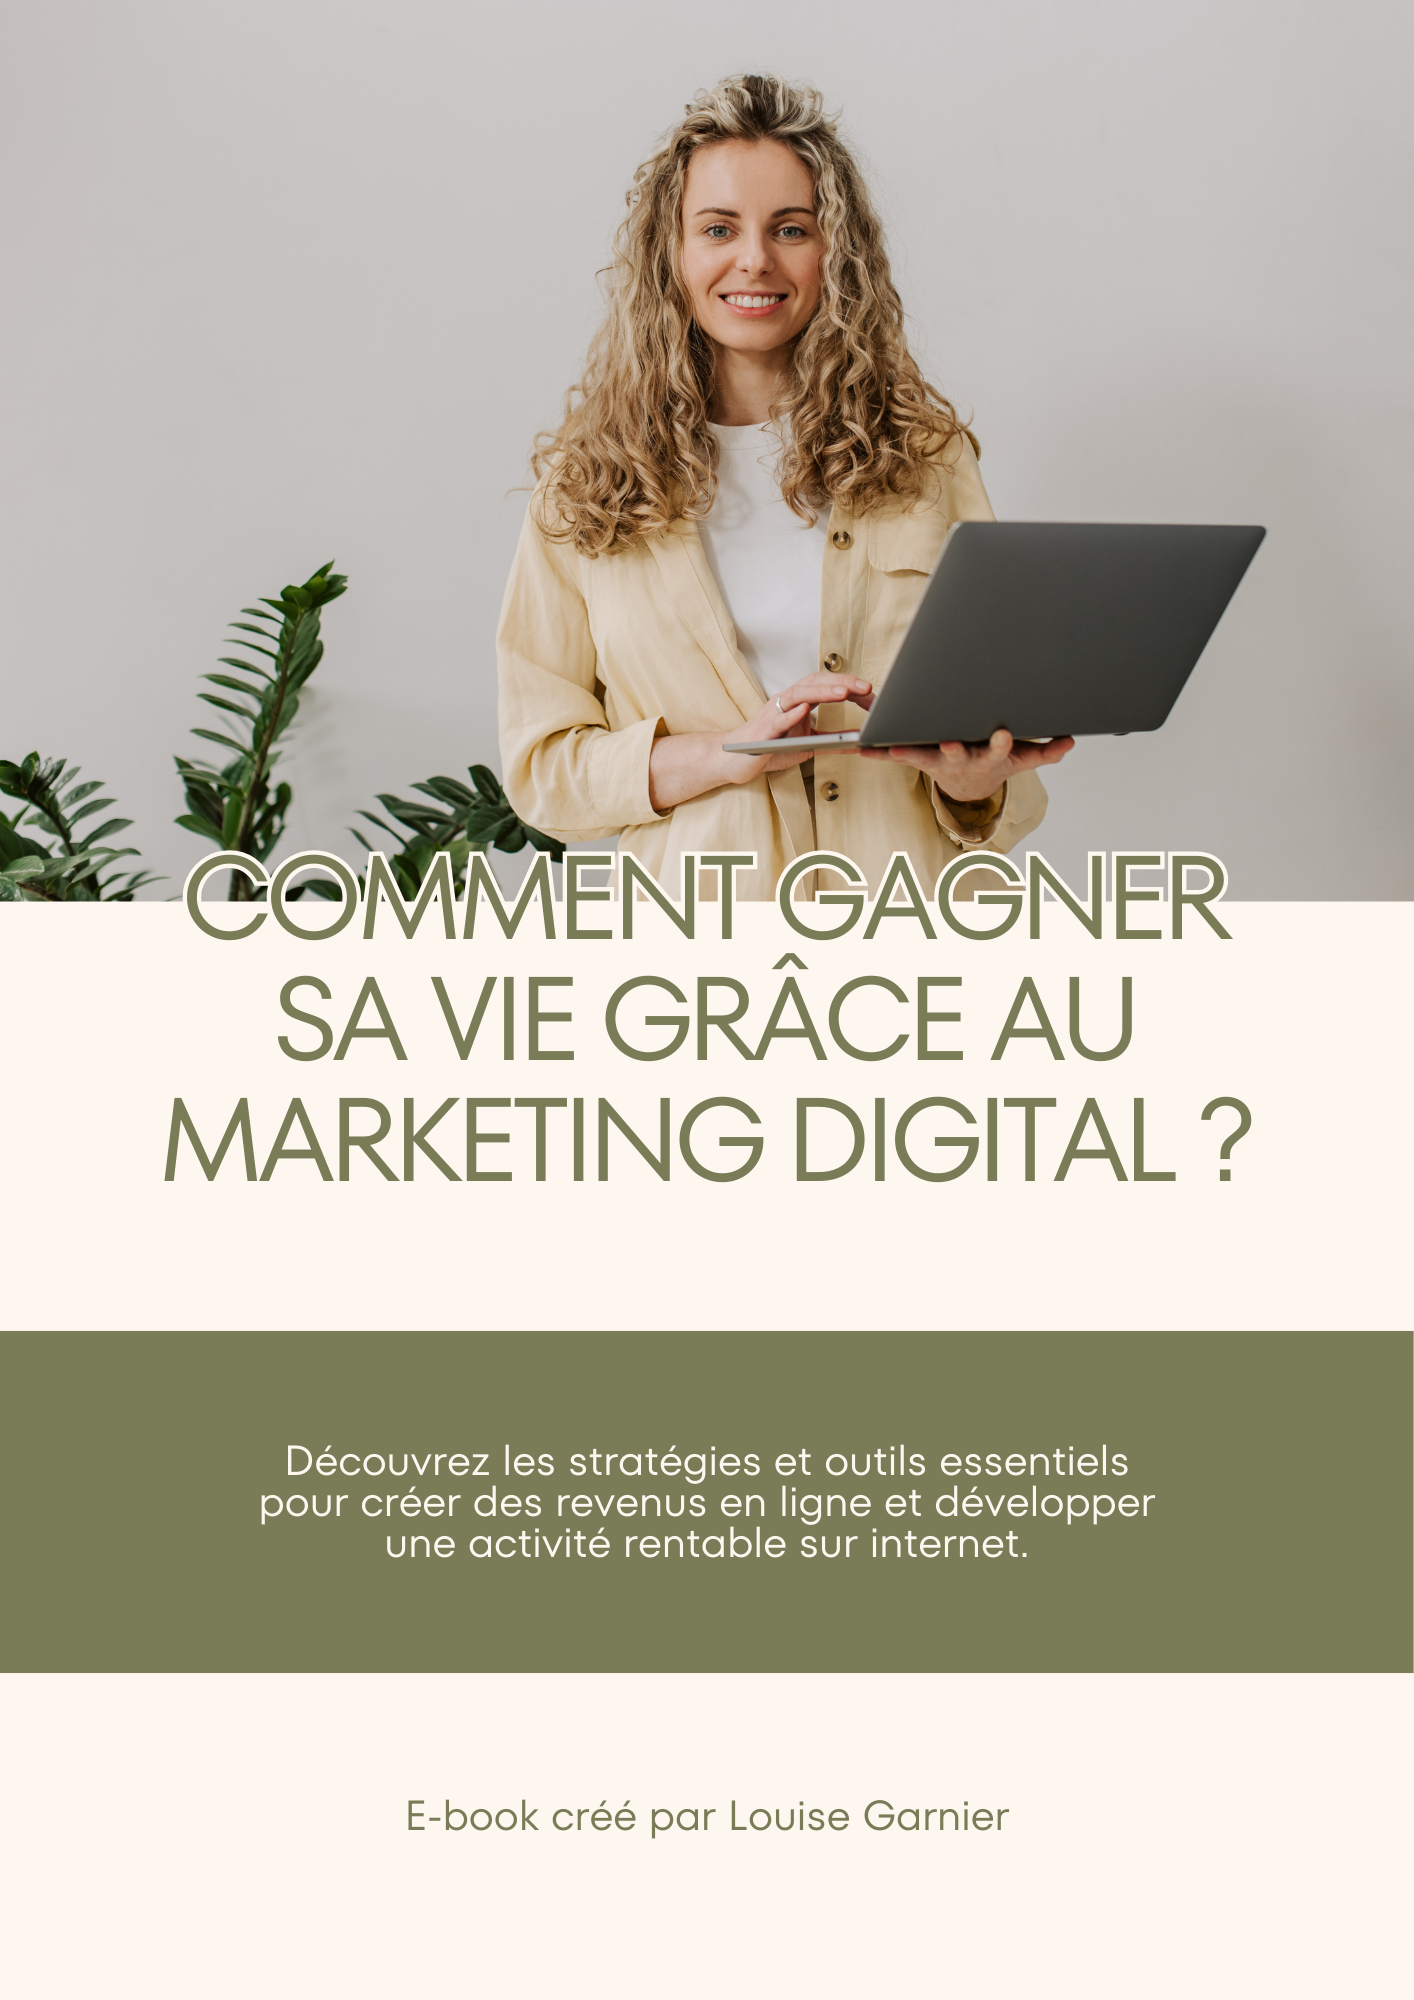 COMMENT GAGNER
SA VIE GRÂCE AU
MARKETING DIGITAL ?
Découvrez les stratégies et outils essentiels
pour créer des revenus en ligne et développer
une activité rentable sur internet.
E-book créé par Louise Garnier